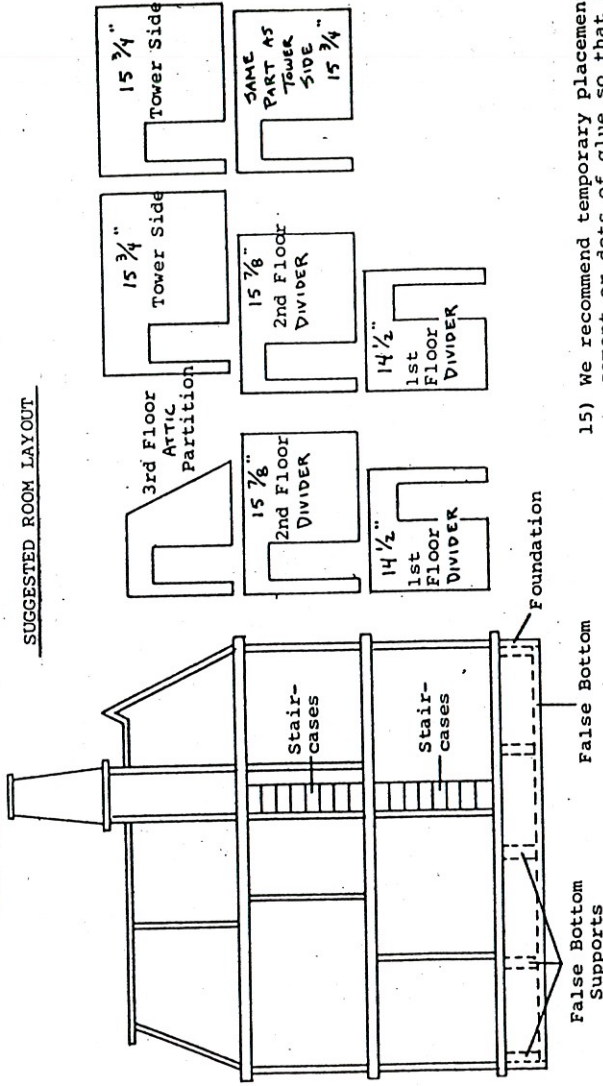 SUGGESTED ROOM LAYOUT
3rd Floor
ATTIC
Partition
15 3/4"
Tower Side
15 3/4"
Tower Side
15 7/8"
2nd Floor
DIVIDER
15 7/8"
2nd Floor
DIVIDER
SAME
PART AS
TOWER
SIDE
15 3/4"
14 1/2"
1st
Floor
DIVIDER
14 1/2"
1st
Floor
DIVIDER
Stair-
cases
Stair-
cases
Foundation
False Bottom
False Bottom
Supports
15) We recommend temporary placemen
cement or dots of glue so that